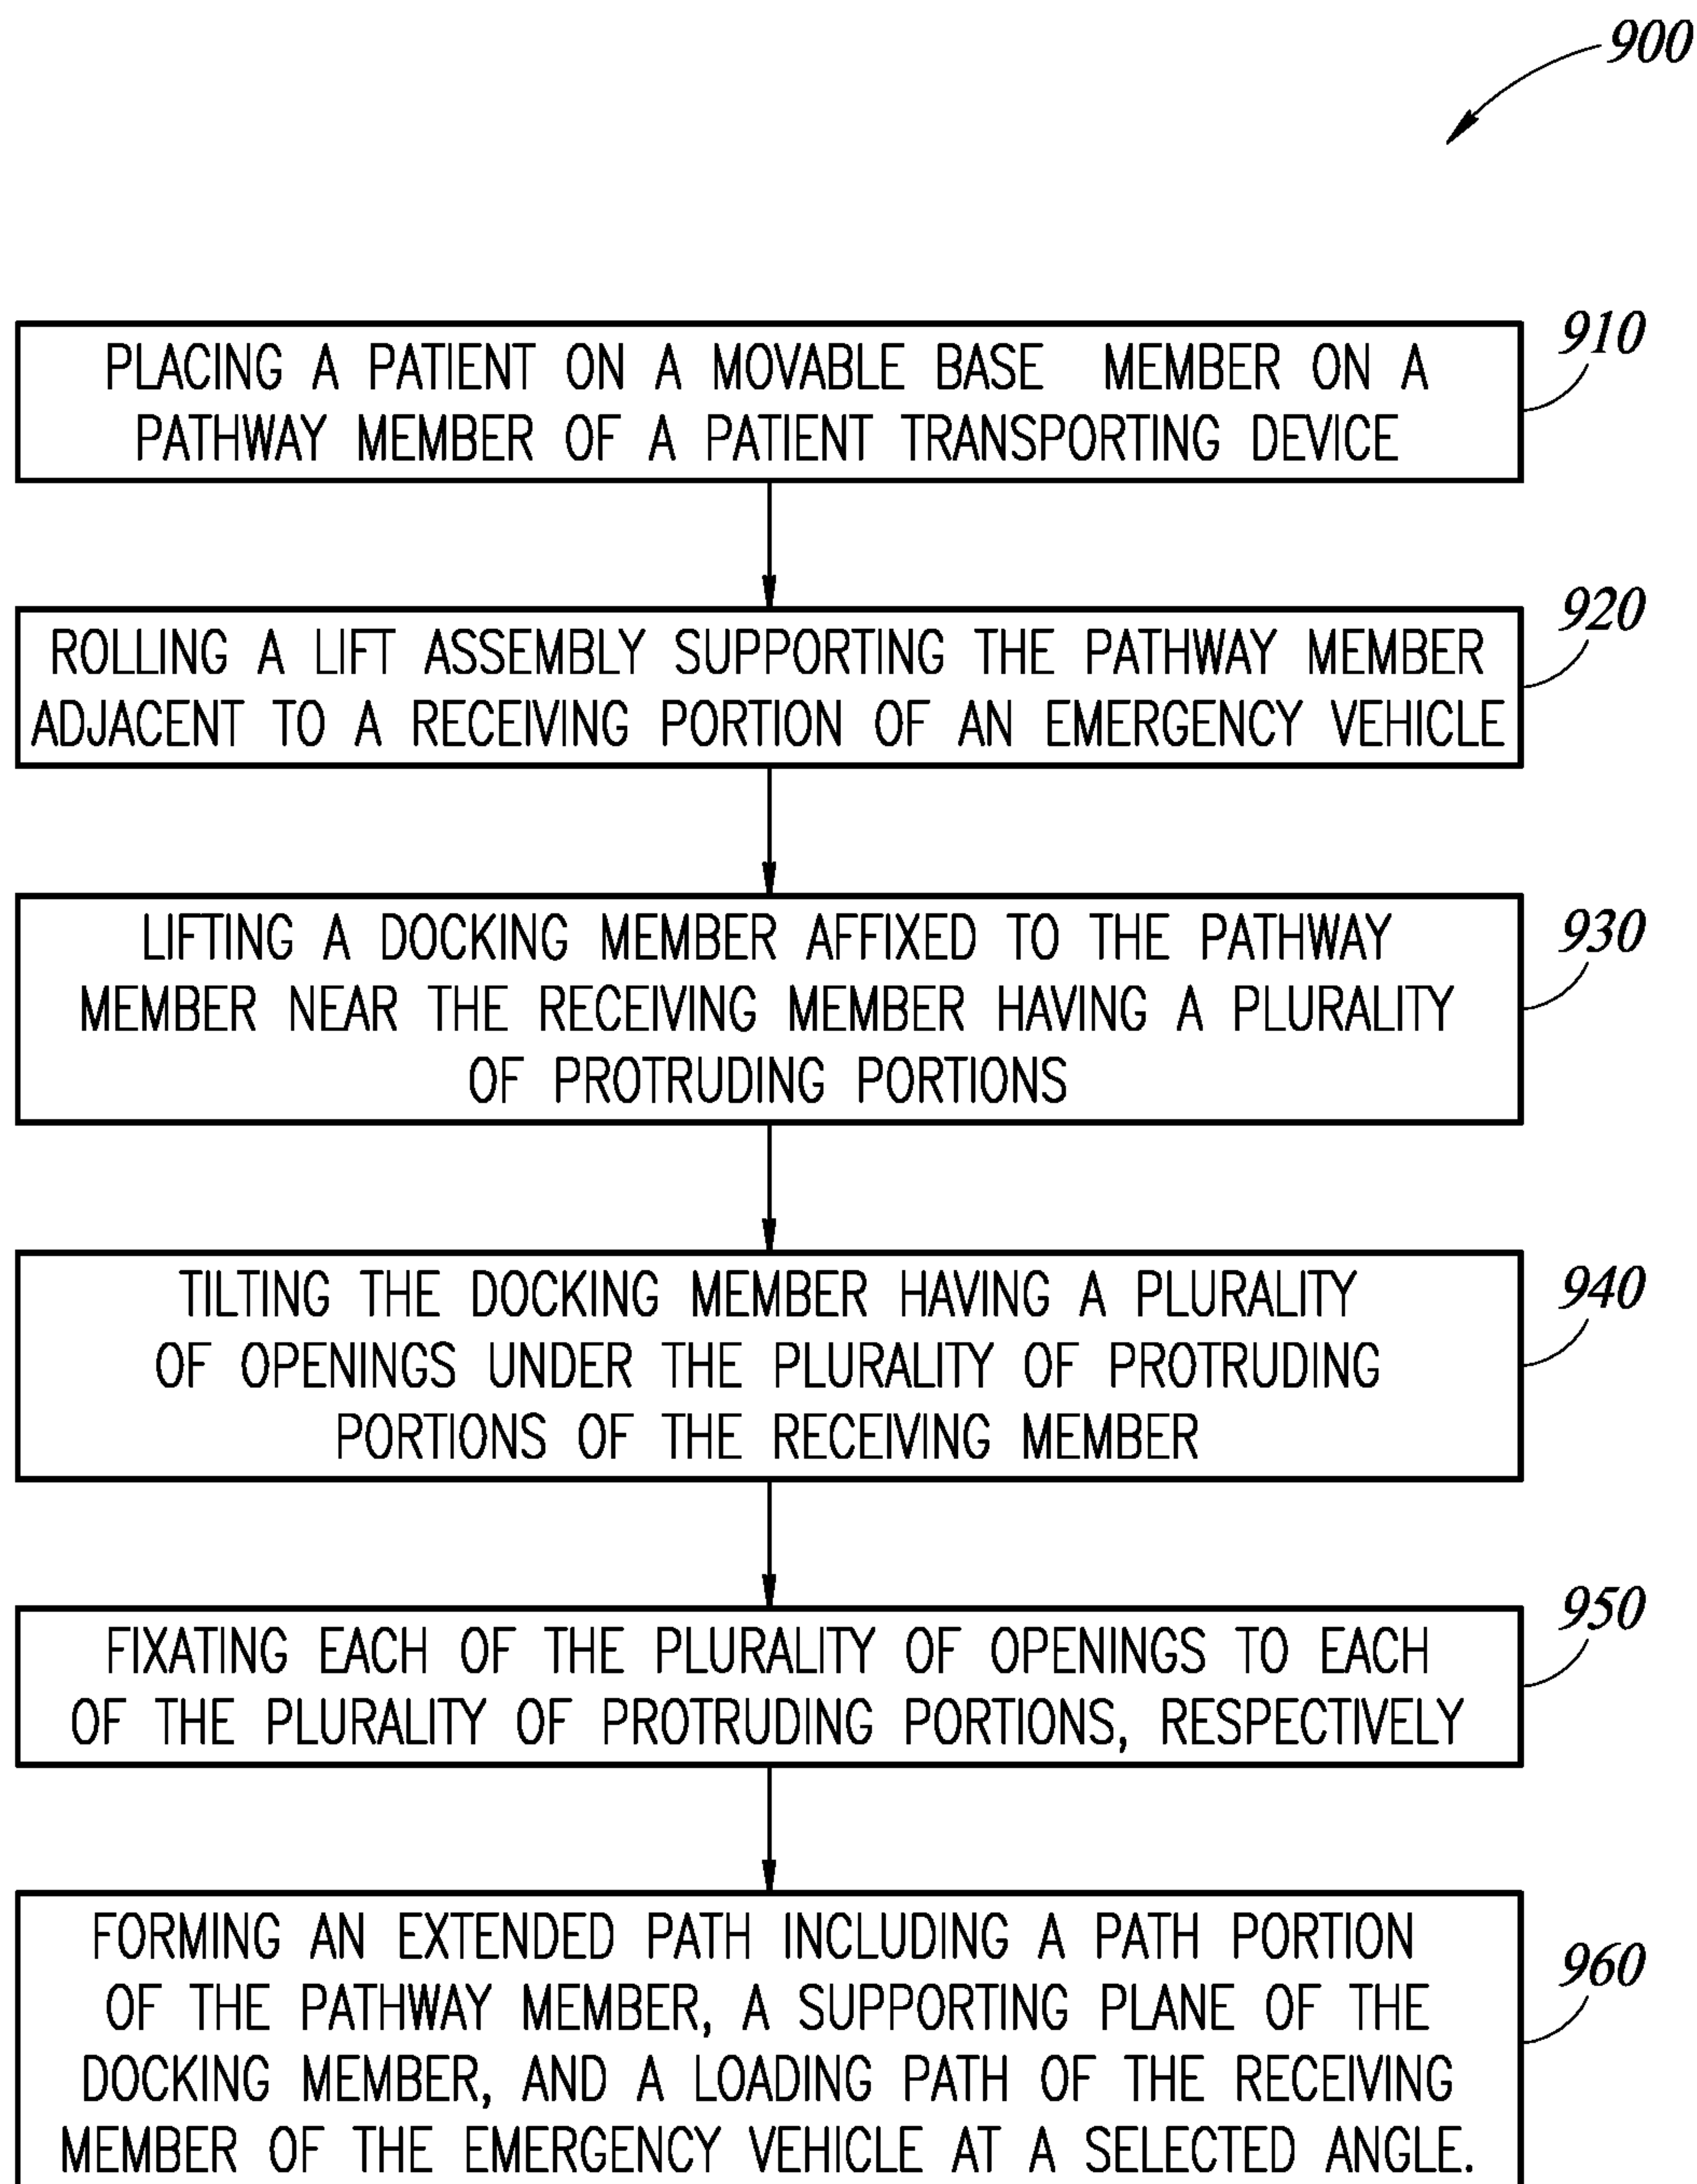 900
910
PLACING A PATIENT ON A MOVABLE BASE MEMBER ON A
PATHWAY MEMBER OF A PATIENT TRANSPORTING DEVICE
920
ROLLING A LIFT ASSEMBLY SUPPORTING THE PATHWAY MEMBER
ADJACENT TO A RECEIVING PORTION OF AN EMERGENCY VEHICLE
930
LIFTING A DOCKING MEMBER AFFIXED TO THE PATHWAY
MEMBER NEAR THE RECEIVING MEMBER HAVING A PLURALITY
OF PROTRUDING PORTIONS
940
TILTING THE DOCKING MEMBER HAVING A PLURALITY
OF OPENINGS UNDER THE PLURALITY OF PROTRUDING
PORTIONS OF THE RECEIVING MEMBER
950
FIXATING EACH OF THE PLURALITY OF OPENINGS TO EACH
OF THE PLURALITY OF PROTRUDING PORTIONS, RESPECTIVELY
960
FORMING AN EXTENDED PATH INCLUDING A PATH PORTION
OF THE PATHWAY MEMBER, A SUPPORTING PLANE OF THE
DOCKING MEMBER, AND A LOADING PATH OF THE RECEIVING
MEMBER OF THE EMERGENCY VEHICLE AT A SELECTED ANGLE.